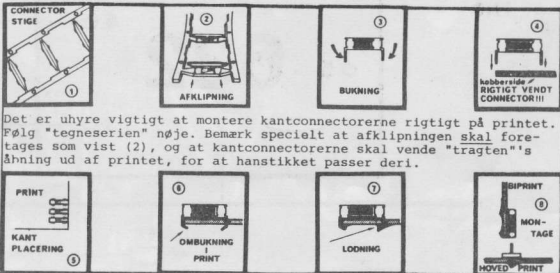 CONNECTOR
STIGE
1
2
AFKLIPNING
3
BUKNING
4
kobberside
RIGTIGT VENDT
CONNECTOR!!!
Det er uhyre vigtigt at montere kantconnectorerne rigtigt på printet.
Følg "tegneserien" nøje. Bemærk specielt at afklipningen skal fore-
tages som vist (2), og at kantconnectorerne skal vende "tragten"'s
åbning ud af printet, for at hanstikket passer deri.
PRINT
KANT
PLACERING
5
6
OMBUKNING
I
PRINT
7
LODNING
BIPRINT
8
MON-
TAGE
HOVED PRINT